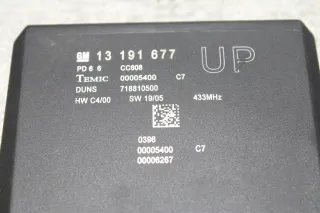 GM 13 191 677 UP
PD 6 6 CC608
TEMIC 00005400 C7
DUNS 718810500
HW C4/00 SW 19/05 433MHz
0396
00005400 C7
00006267